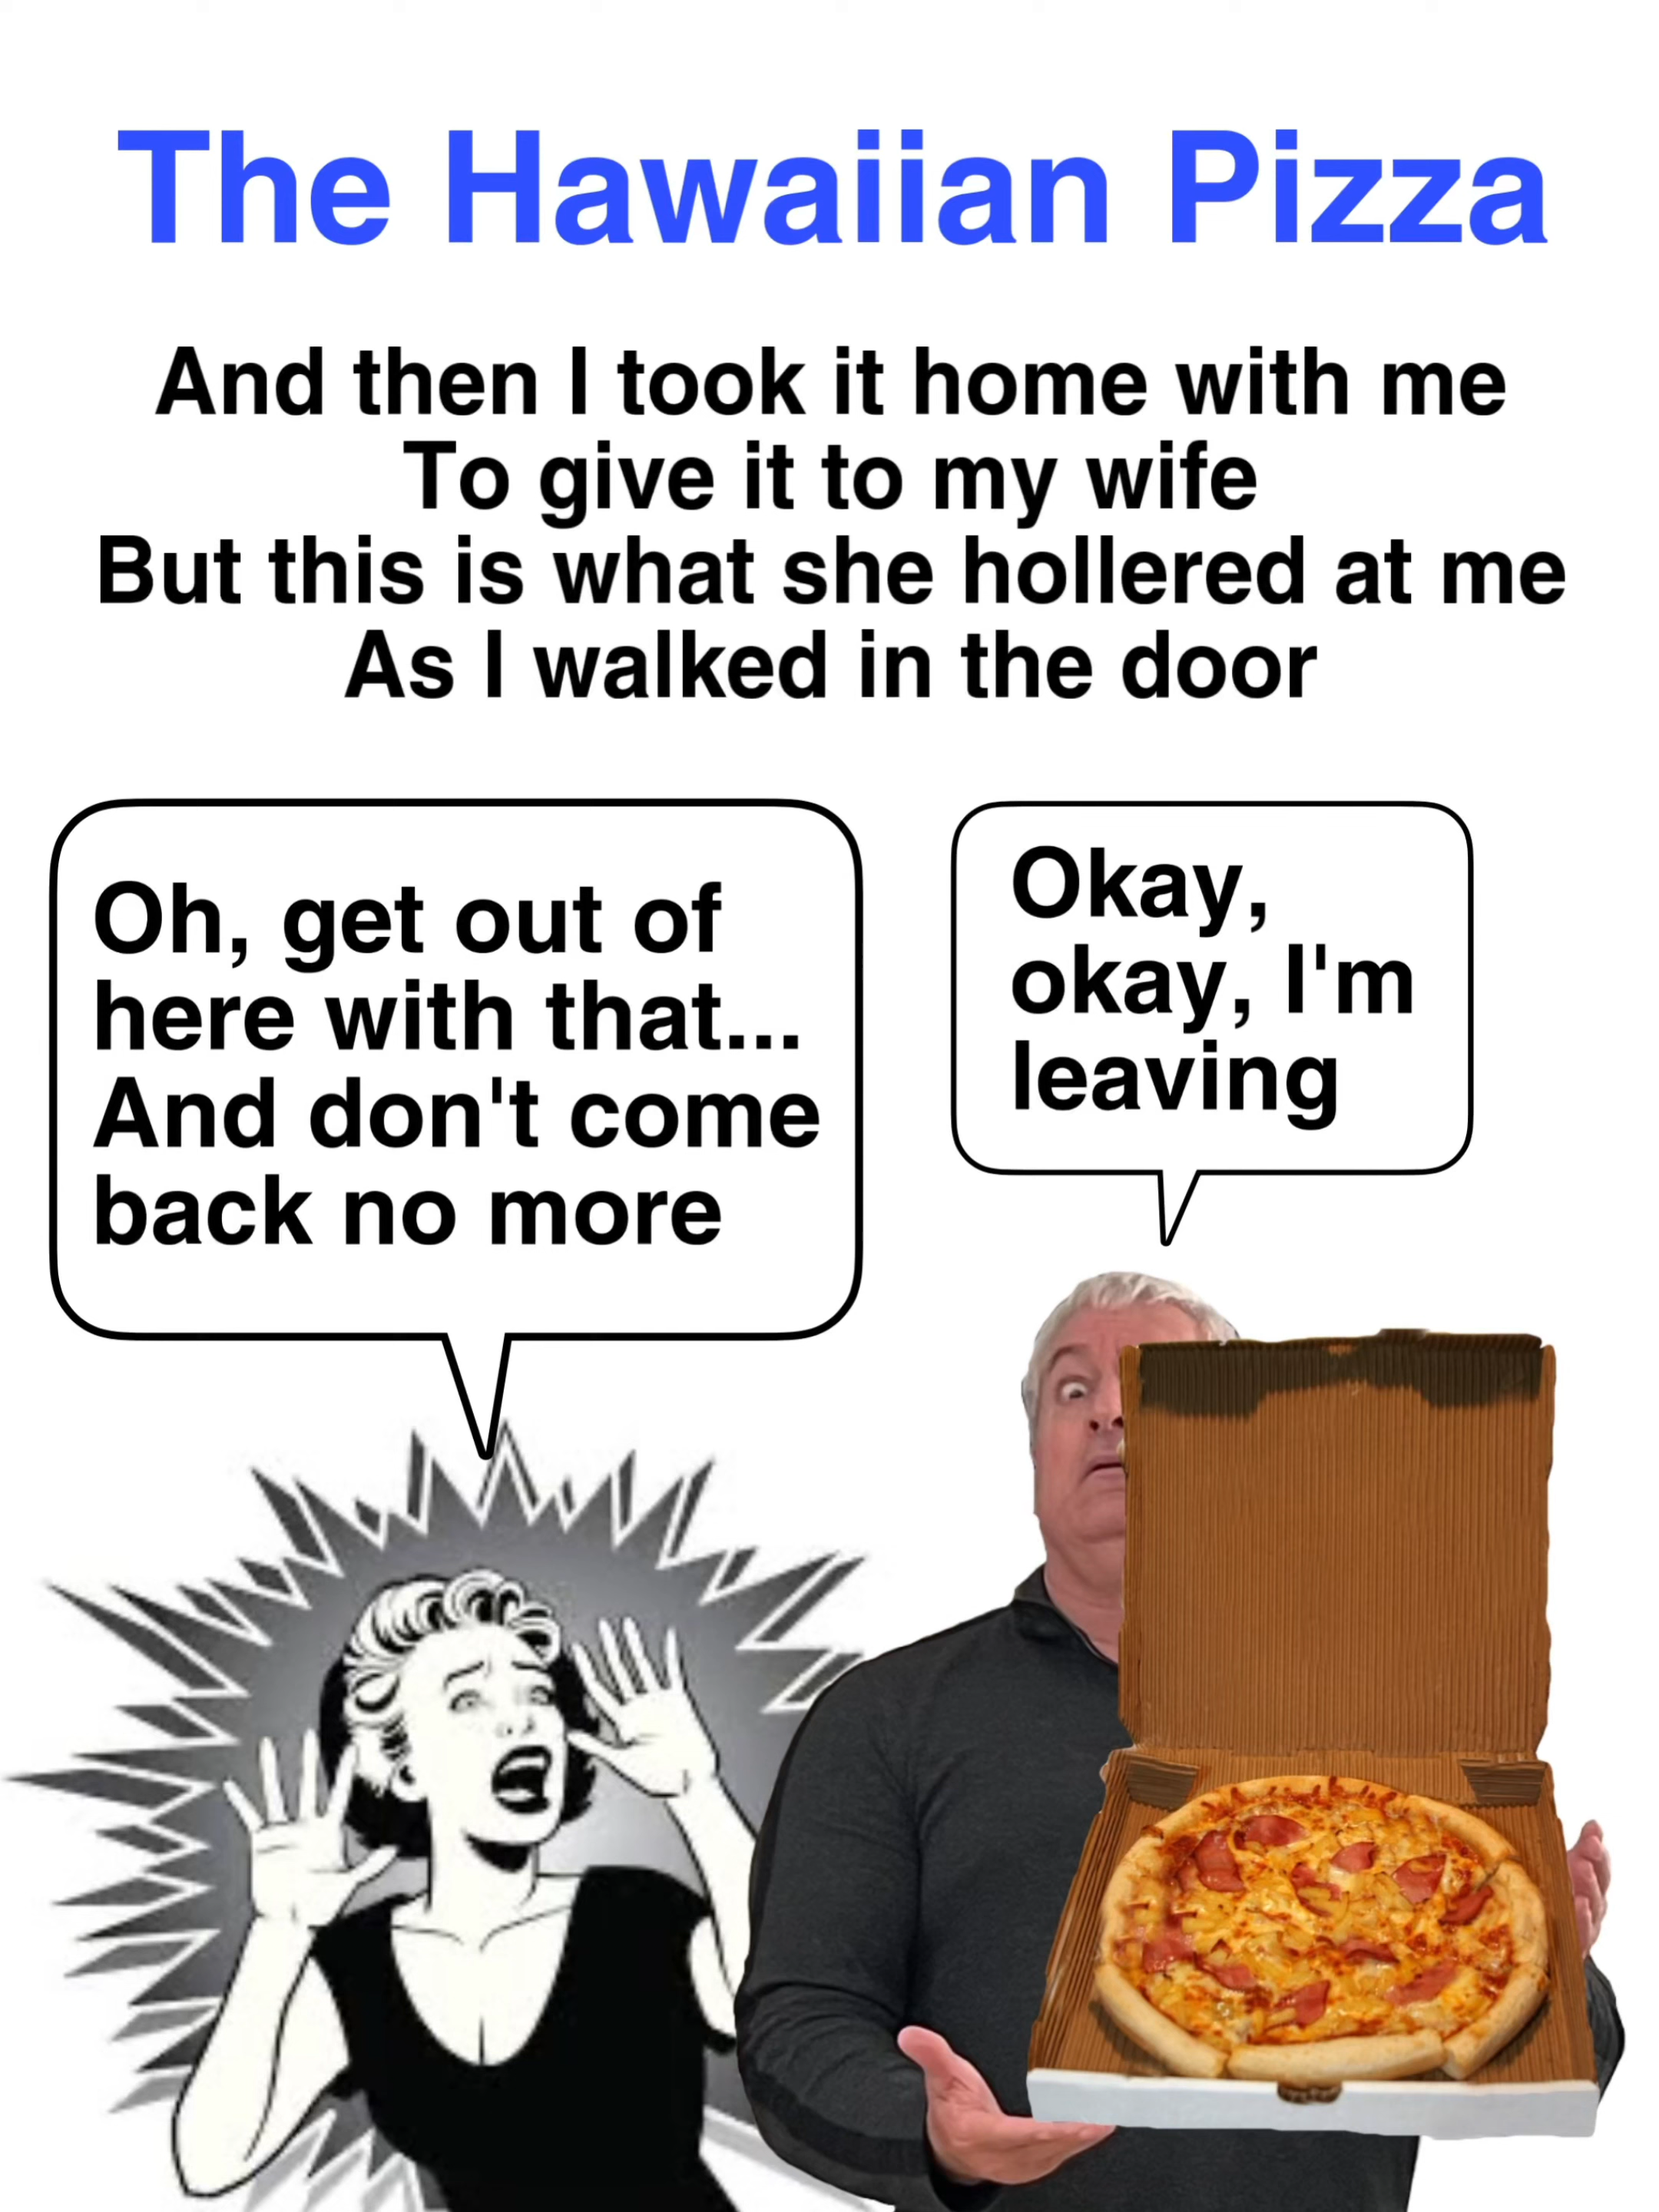 The Hawaiian Pizza
And then I took it home with me
To give it to my wife
But this is what she hollered at me
As I walked in the door
Oh, get out of
here with that...
And don't come
back no more
Okay,
okay, I'm
leaving